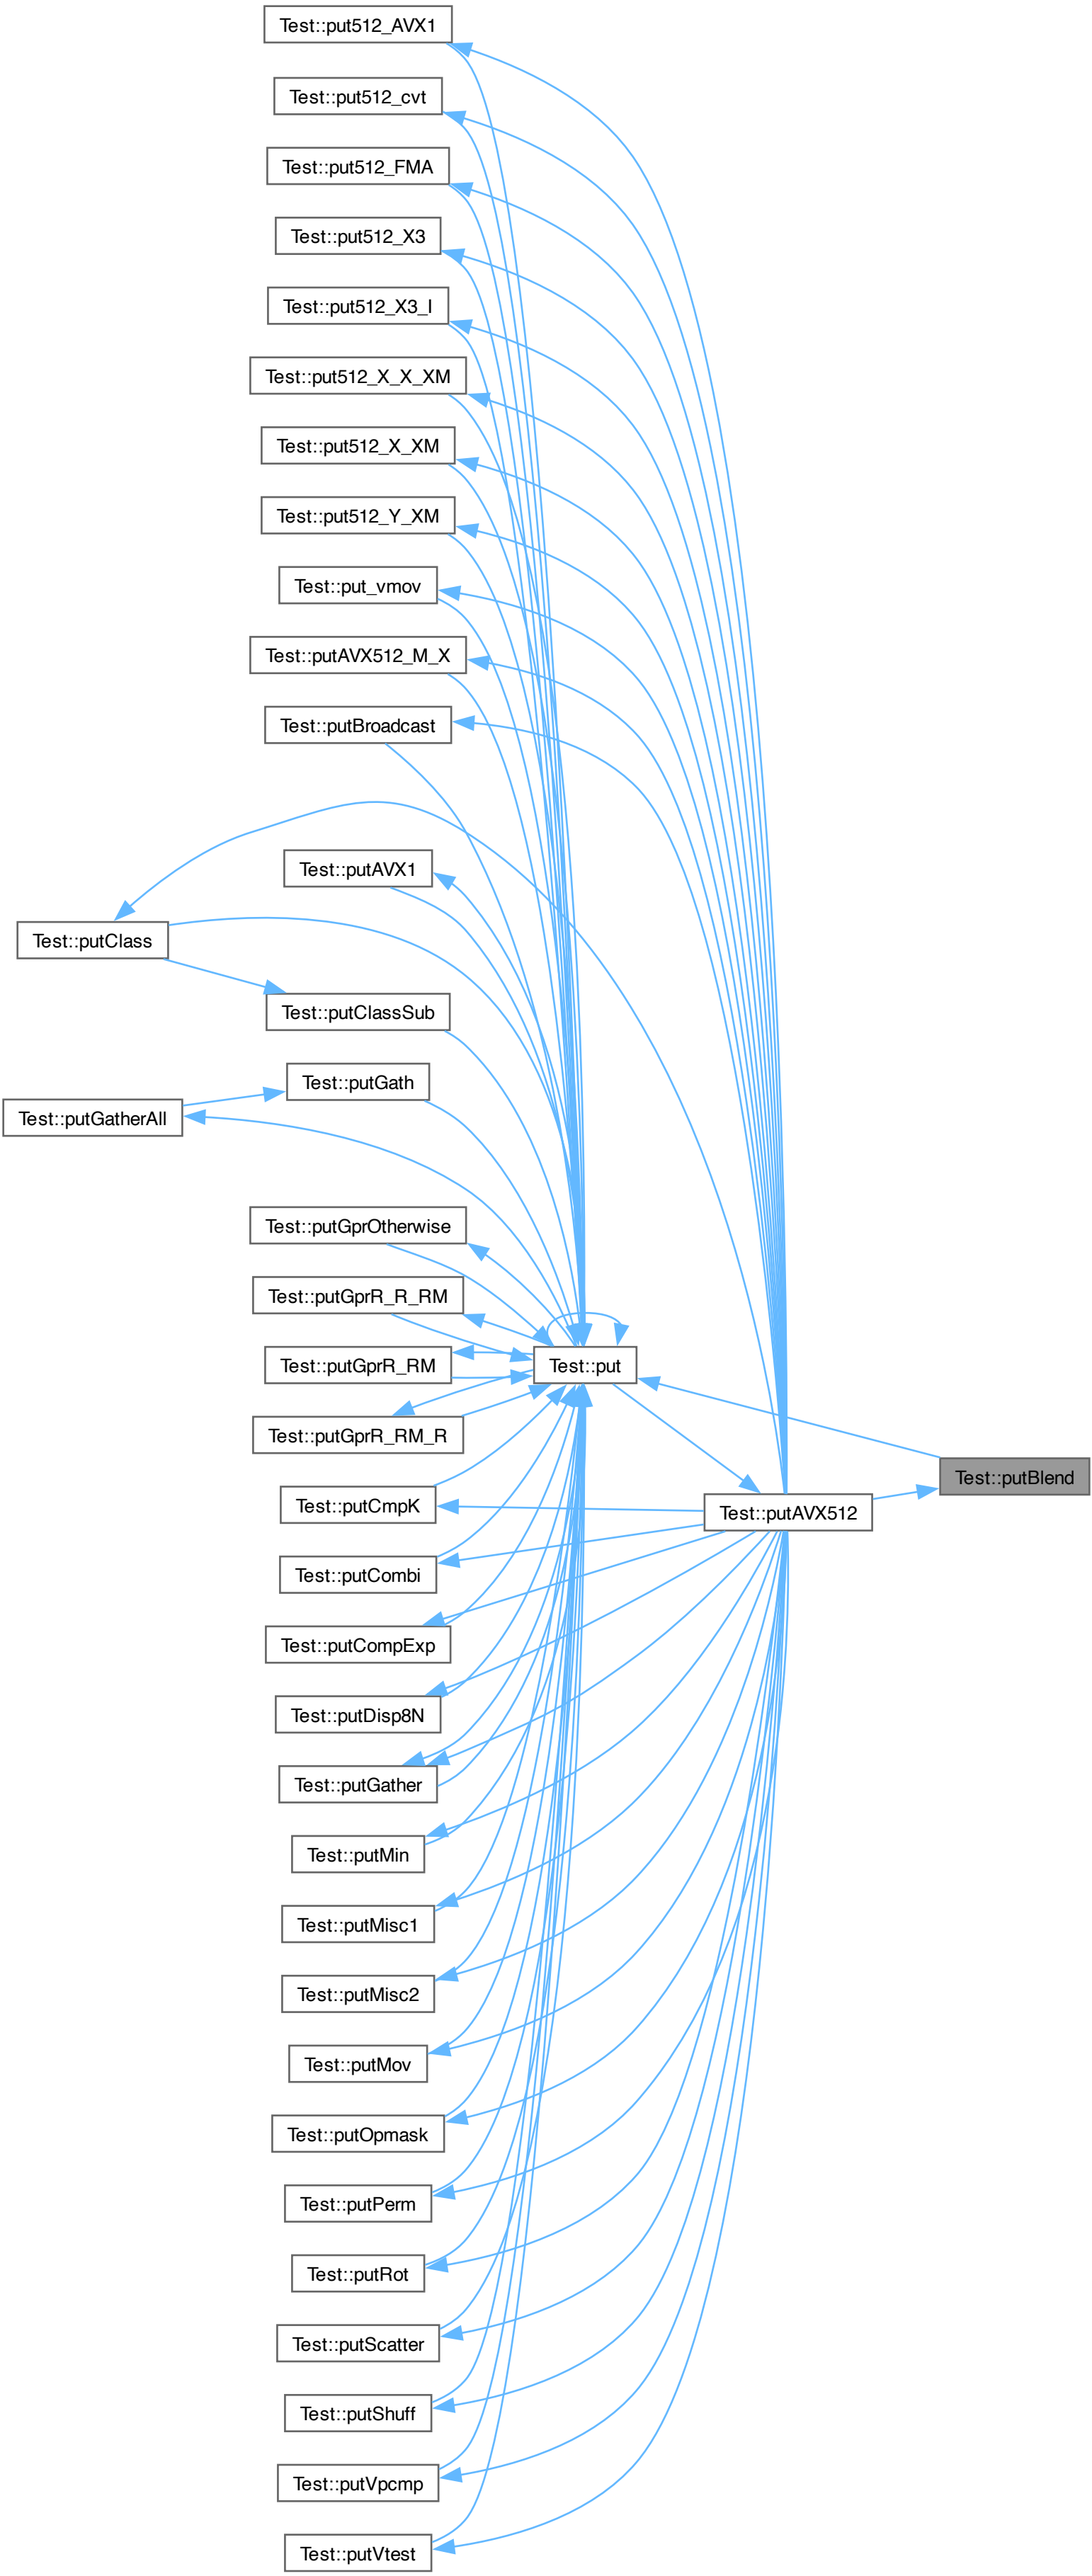 Test::put512_AVX1
Test::put512_cvt
Test::put512_FMA
Test::put512_X3
Test::put512_X3_I
Test::put512_X_X_XM
Test::put512_X_XM
Test::put512_Y_XM
Test::put_vmov
Test::putAVX512_M_X
Test::putBroadcast
Test::putAVX1
Test::putClass
Test::putClassSub
Test::putGath
Test::putGatherAll
Test::putGprOtherwise
Test::putGprR_R_RM
Test::putGprR_RM
Test::put
Test::putGprR_RM_R
Test::putBlend
Test::putCmpK
Test::putAVX512
Test::putCombi
Test::putCompExp
Test::putDisp8N
Test::putGather
Test::putMin
Test::putMisc1
Test::putMisc2
Test::putMov
Test::putOpmask
Test::putPerm
Test::putRot
Test::putScatter
Test::putShuff
Test::putVpcmp
Test::putVtest